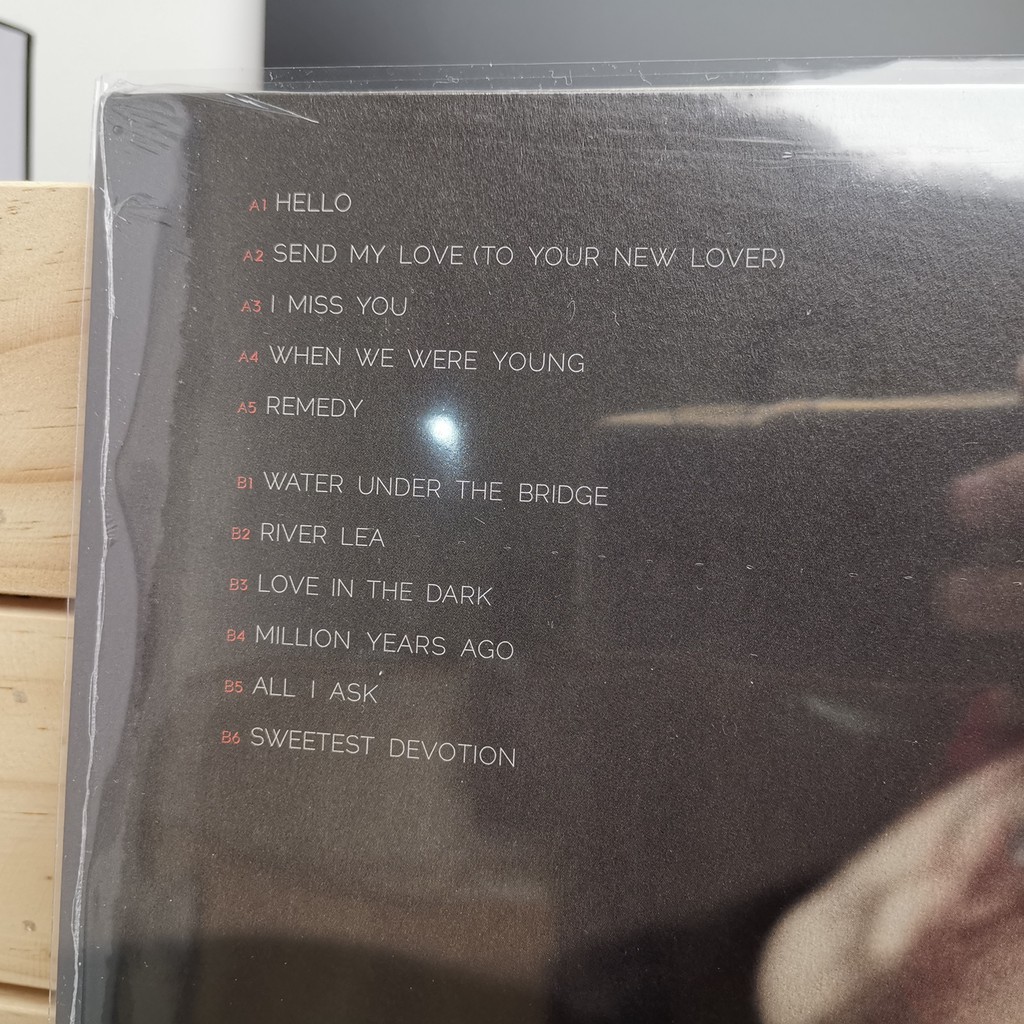 A1 HELLO
A2 SEND MY LOVE (TO YOUR NEW LOVER)
A3 I MISS YOU
A4 WHEN WE WERE YOUNG
A5 REMEDY
B1 WATER UNDER THE BRIDGE
B2 RIVER LEA
B3 LOVE IN THE DARK
B4 MILLION YEARS AGO
B5 ALL I ASK
B6 SWEETEST DEVOTION